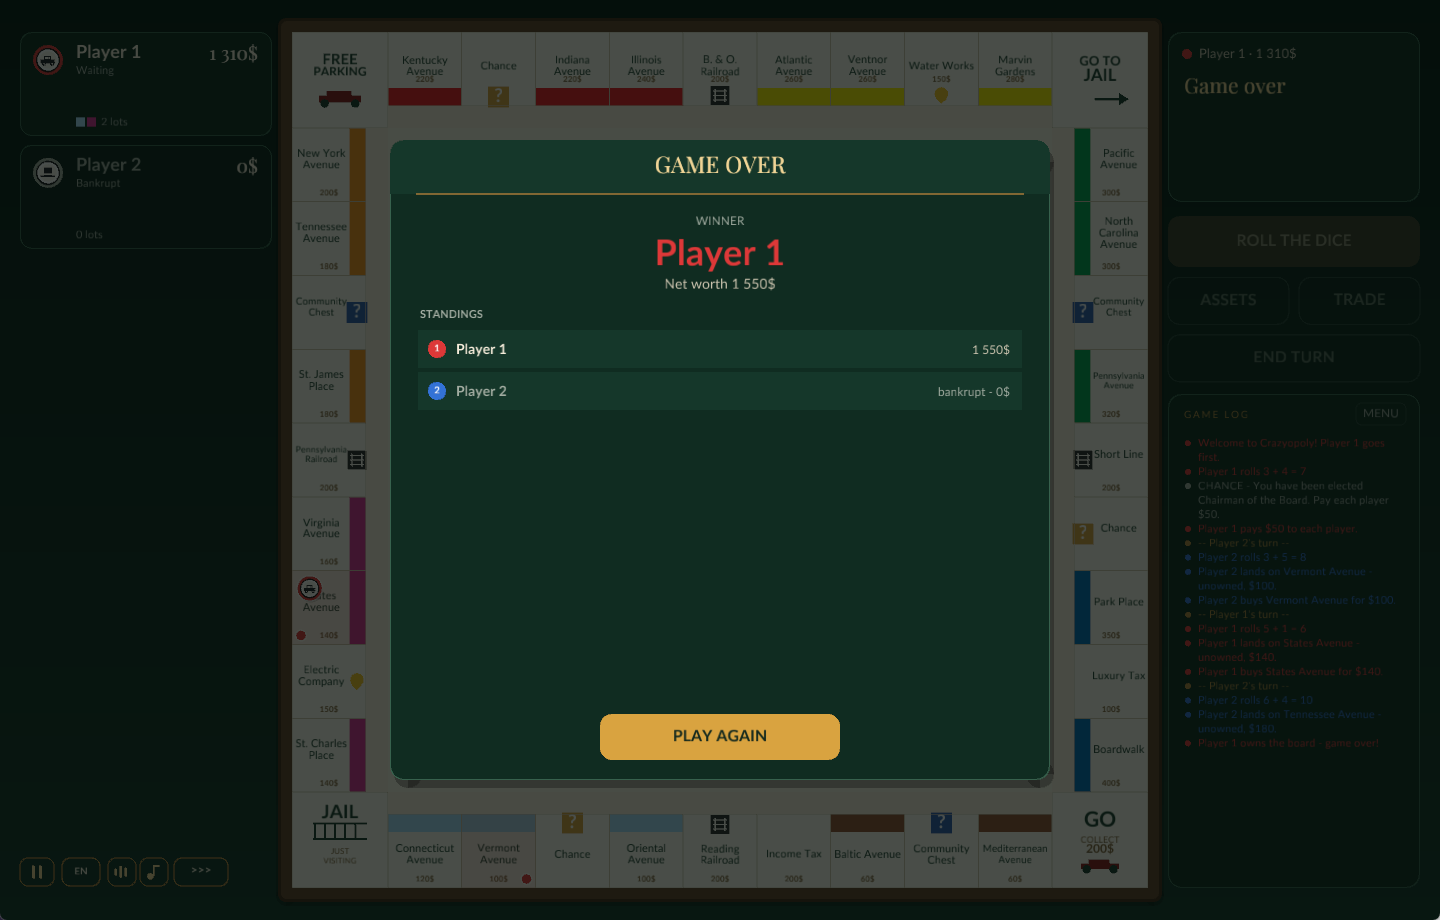 Player 1
1 310$
Waiting
2 lots
Player 2
0$
Bankrupt
0 lots
EN
>>>
FREE
PARKING
Kentucky
Avenue
220$
Chance
?
Indiana
Avenue
220$
Illinois
Avenue
240$
B. & O.
Railroad
200$
Atlantic
Avenue
260$
Ventnor
Avenue
260$
Water Works
150$
Marvin
Gardens
280$
GO TO
JAIL
New York
Avenue
200$
Tennessee
Avenue
180$
Community
Chest
?
St. James
Place
180$
Pennsylvania
Railroad
200$
Virginia
Avenue
160$
Avenue
140$
Electric
Company
150$
St. Charles
Place
140$
JAIL
JUST
VISITING
GAME OVER
WINNER
Player 1
Net worth 1 550$
STANDINGS
1 Player 1 1 550$
2 Player 2 bankrupt - 0$
PLAY AGAIN
Pacific
Avenue
300$
North
Carolina
Avenue
300$
Community
Chest
?
Pennsylvania
Avenue
320$
Short Line
200$
Chance
?
Park Place
350$
Luxury Tax
100$
Boardwalk
400$
Connecticut
Avenue
120$
Vermont
Avenue
100$
?
Chance
Oriental
Avenue
100$
Reading
Railroad
200$
Income Tax
200$
Baltic Avenue
60$
?
Community
Chest
Mediterranean
Avenue
60$
GO
COLLECT
200$
Player 1 · 1 310$
Game over
ROLL THE DICE
ASSETS
TRADE
END TURN
GAME LOG
MENU
Welcome to Crazyopoly! Player 1 goes
first.
Player 1 rolls 3 + 4 = 7
CHANCE - You have been elected
Chairman of the Board. Pay each player
$50.
Player 1 pays $50 to each player.
-- Player 2's turn --
Player 2 rolls 3 + 5 = 8
Player 2 lands on Vermont Avenue -
unowned, $100.
Player 2 buys Vermont Avenue for $100.
-- Player 1's turn --
Player 1 rolls 5 + 1 = 6
Player 1 lands on States Avenue -
unowned, $140.
Player 1 buys States Avenue for $140.
-- Player 2's turn --
Player 2 rolls 6 + 4 = 10
Player 2 lands on Tennessee Avenue -
unowned, $180.
Player 1 owns the board - game over!